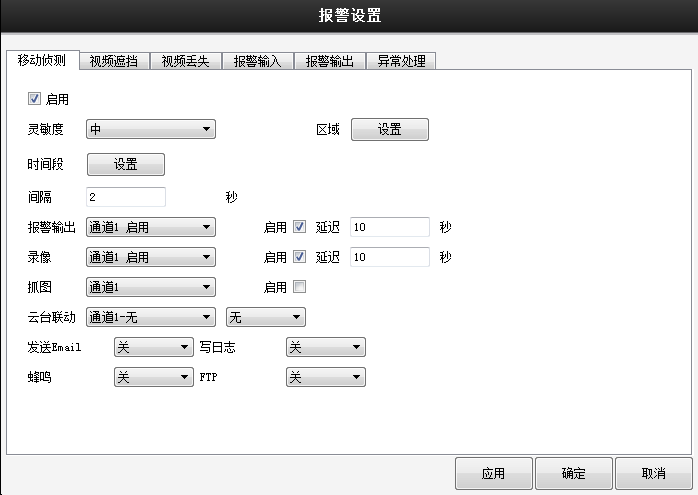 报警设置
移动侦测 视频遮挡 视频丢失 报警输入 报警输出 异常处理
启用
灵敏度 中 区域 设置
时间段 设置
间隔 2 秒
报警输出 通道1 启用 启用 延迟 10 秒
录像 通道1 启用 启用 延迟 10 秒
抓图 通道1 启用
云台联动 通道1-无 无
发送Email 关 写日志 关
蜂鸣 关 FTP 关
应用 确定 取消